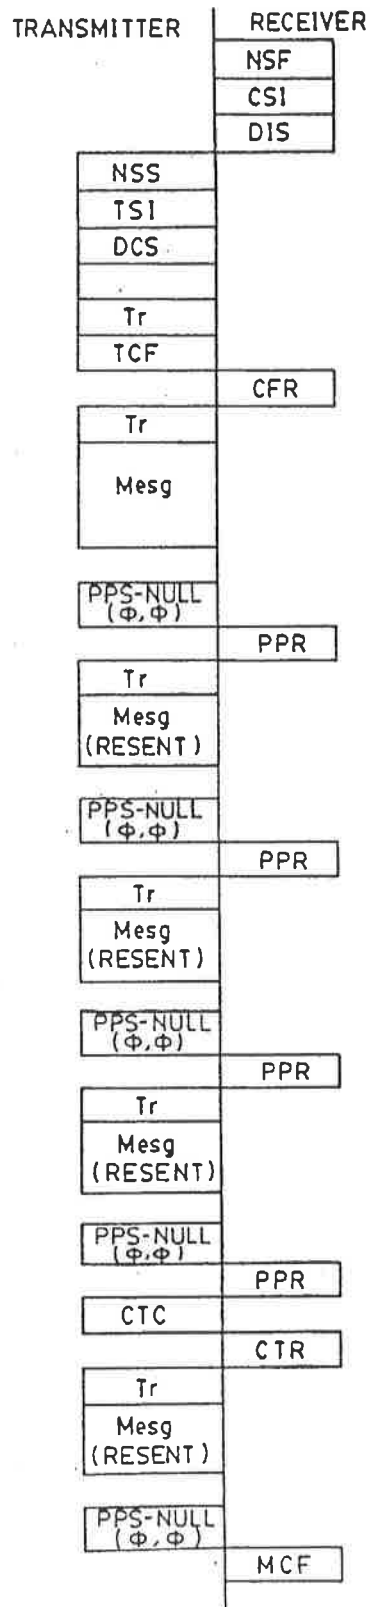 TRANSMITTER RECEIVER
NSF
CSI
DIS
NSS
TSI
DCS
Tr
TCF
CFR
Tr
Mesg
PPS-NULL
(Φ,Φ)
PPR
Tr
Mesg
(RESENT)
PPS-NULL
(Φ,Φ)
PPR
Tr
Mesg
(RESENT)
PPS-NULL
(Φ,Φ)
PPR
Tr
Mesg
(RESENT)
PPS-NULL
(Φ,Φ)
PPR
CTC
CTR
Tr
Mesg
(RESENT)
PPS-NULL
(Φ,Φ)
MCF